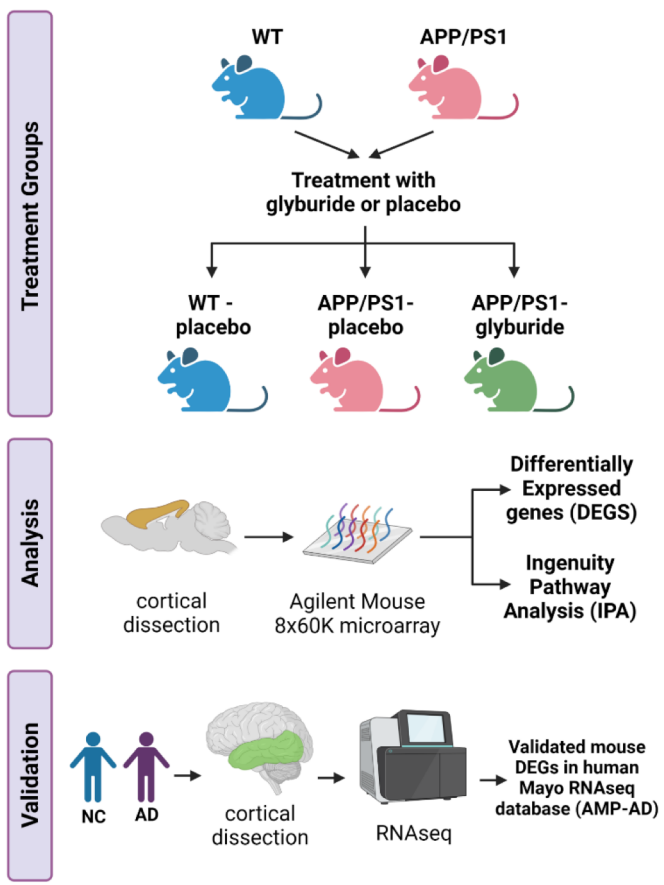 Treatment Groups
WT
APP/PS1
Treatment with
glyburide or placebo
WT -
placebo
APP/PS1-
placebo
APP/PS1-
glyburide
Analysis
cortical
dissection
Agilent Mouse
8x60K microarray
Differentially
Expressed
genes (DEGS)
Ingenuity
Pathway
Analysis (IPA)
Validation
NC
AD
cortical
dissection
RNAseq
Validated mouse
DEGs in human
Mayo RNAseq
database (AMP-AD)